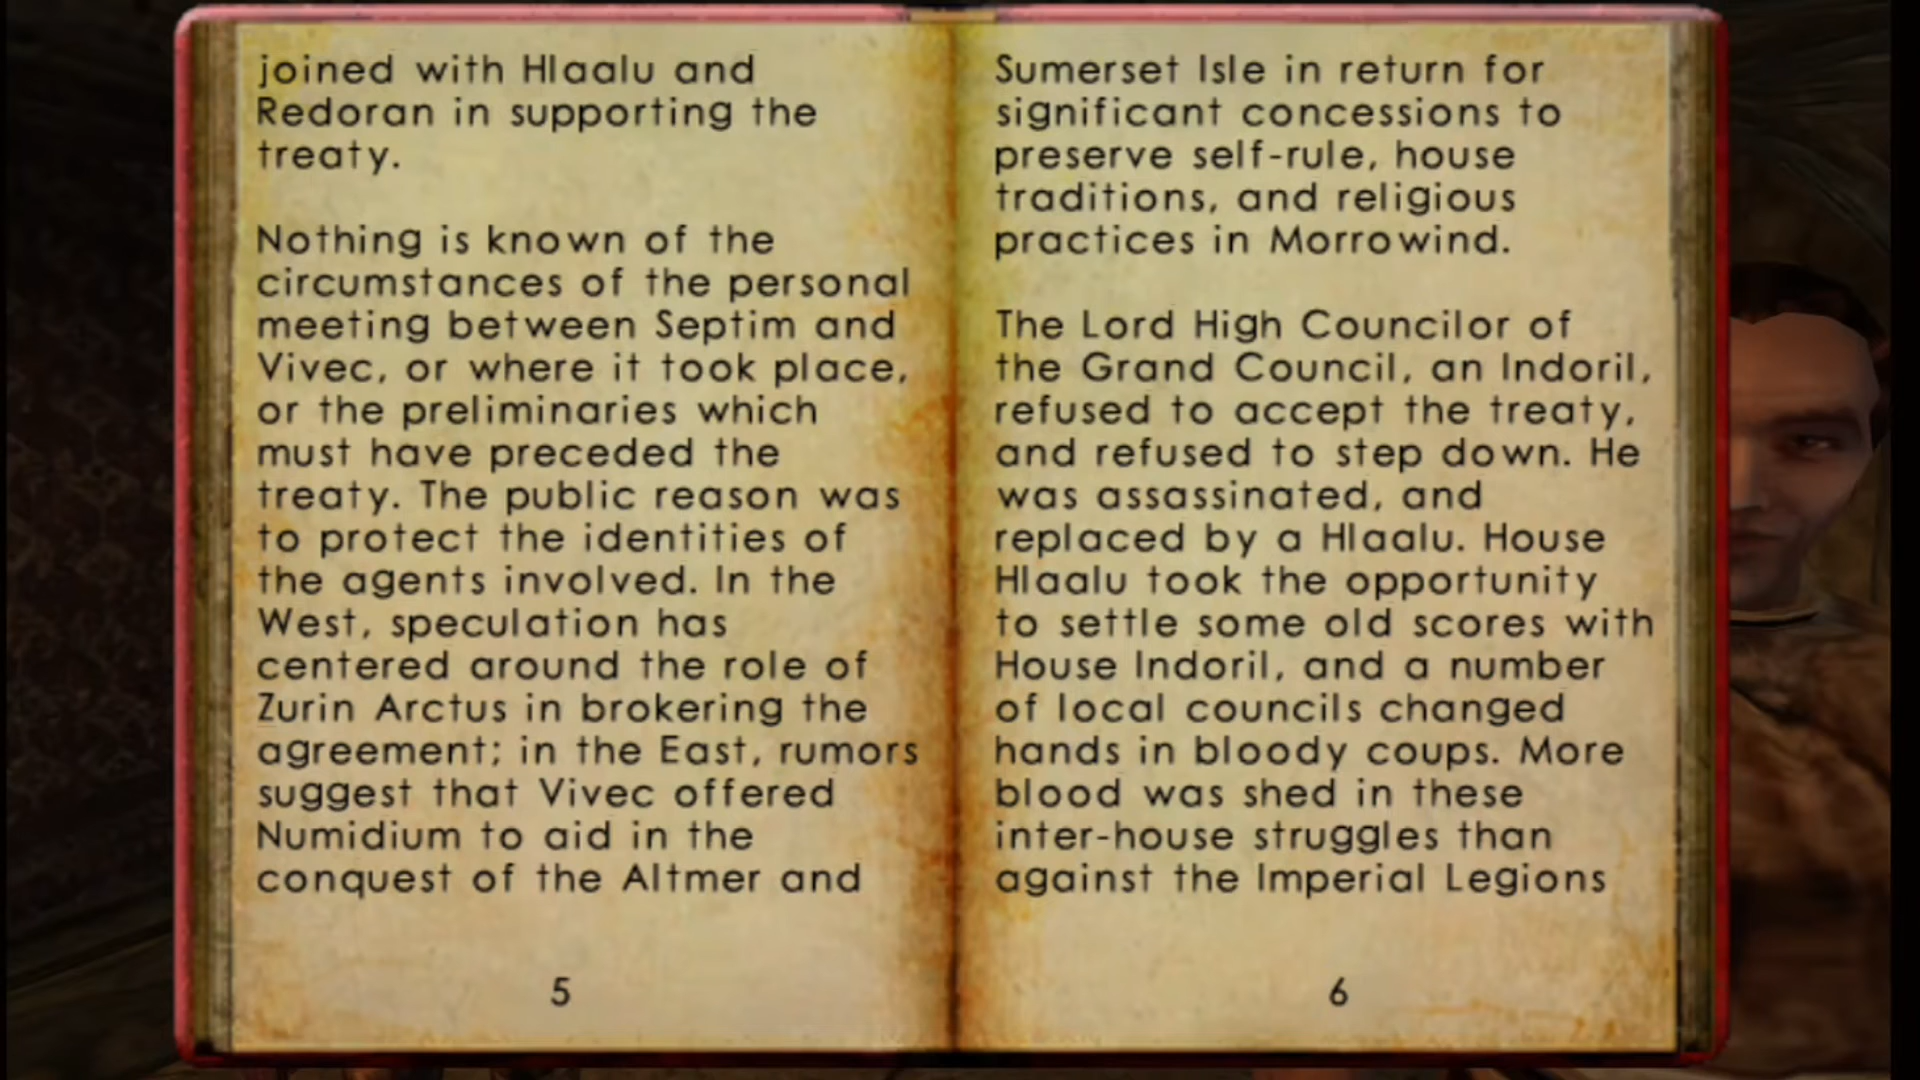 joined with Hlaalu and
Redoran in supporting the
treaty.
Nothing is known of the
circumstances of the personal
meeting between Septim and
Vivec, or where it took place,
or the preliminaries which
must have preceded the
treaty. The public reason was
to protect the identities of
the agents involved. In the
West, speculation has
centered around the role of
Zurin Arctus in brokering the
agreement; in the East, rumors
suggest that Vivec offered
Numidium to aid in the
conquest of the Altmer and
5
Sumerset Isle in return for
significant concessions to
preserve self-rule, house
traditions, and religious
practices in Morrowind.
The Lord High Councilor of
the Grand Council, an Indoril,
refused to accept the treaty,
and refused to step down. He
was assassinated, and
replaced by a Hlaalu. House
Hlaalu took the opportunity
to settle some old scores with
House Indoril, and a number
of local councils changed
hands in bloody coups. More
blood was shed in these
inter-house struggles than
against the Imperial Legions
6